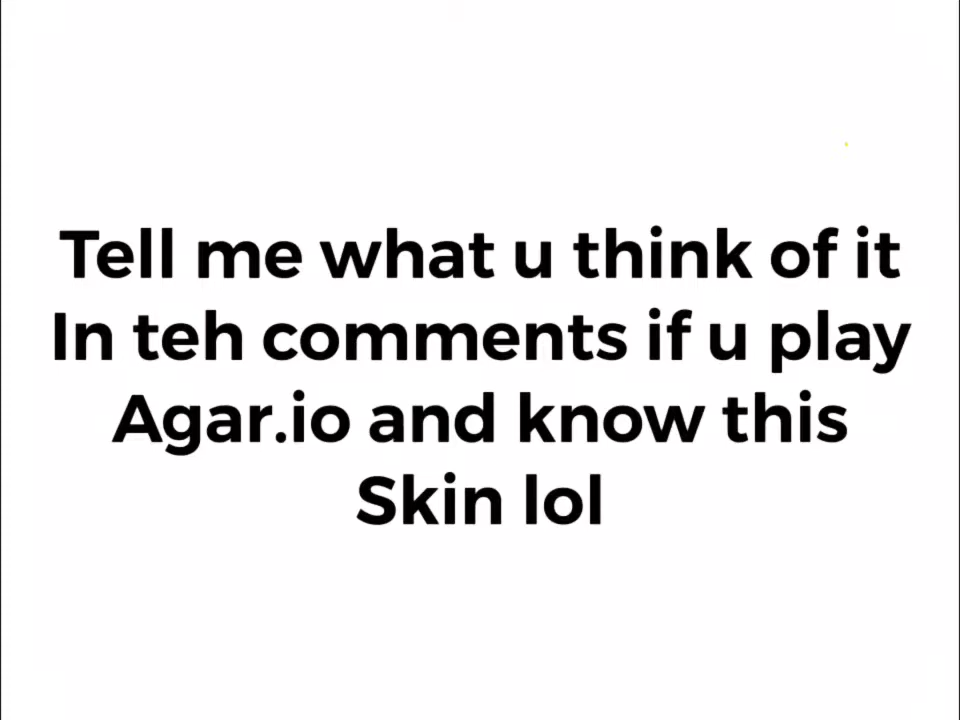 Tell me what u think of it
In teh comments if u play
Agar.io and know this
Skin lol